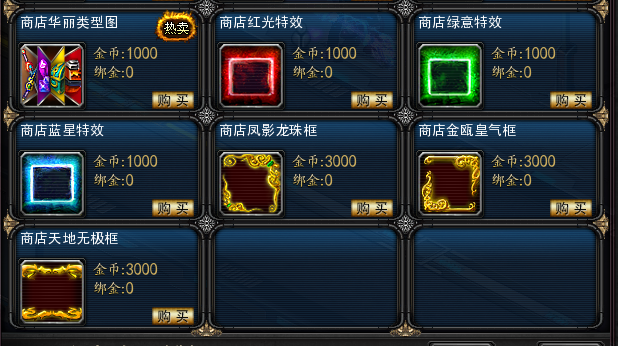 商店华丽类型图
热卖
金币:1000
绑金:0
购买
商店红光特效
金币:1000
绑金:0
购买
商店绿意特效
金币:1000
绑金:0
购买
商店蓝星特效
金币:1000
绑金:0
购买
商店凤影龙珠框
金币:3000
绑金:0
购买
商店金瓯皇气框
金币:3000
绑金:0
购买
商店天地无极框
金币:3000
绑金:0
购买